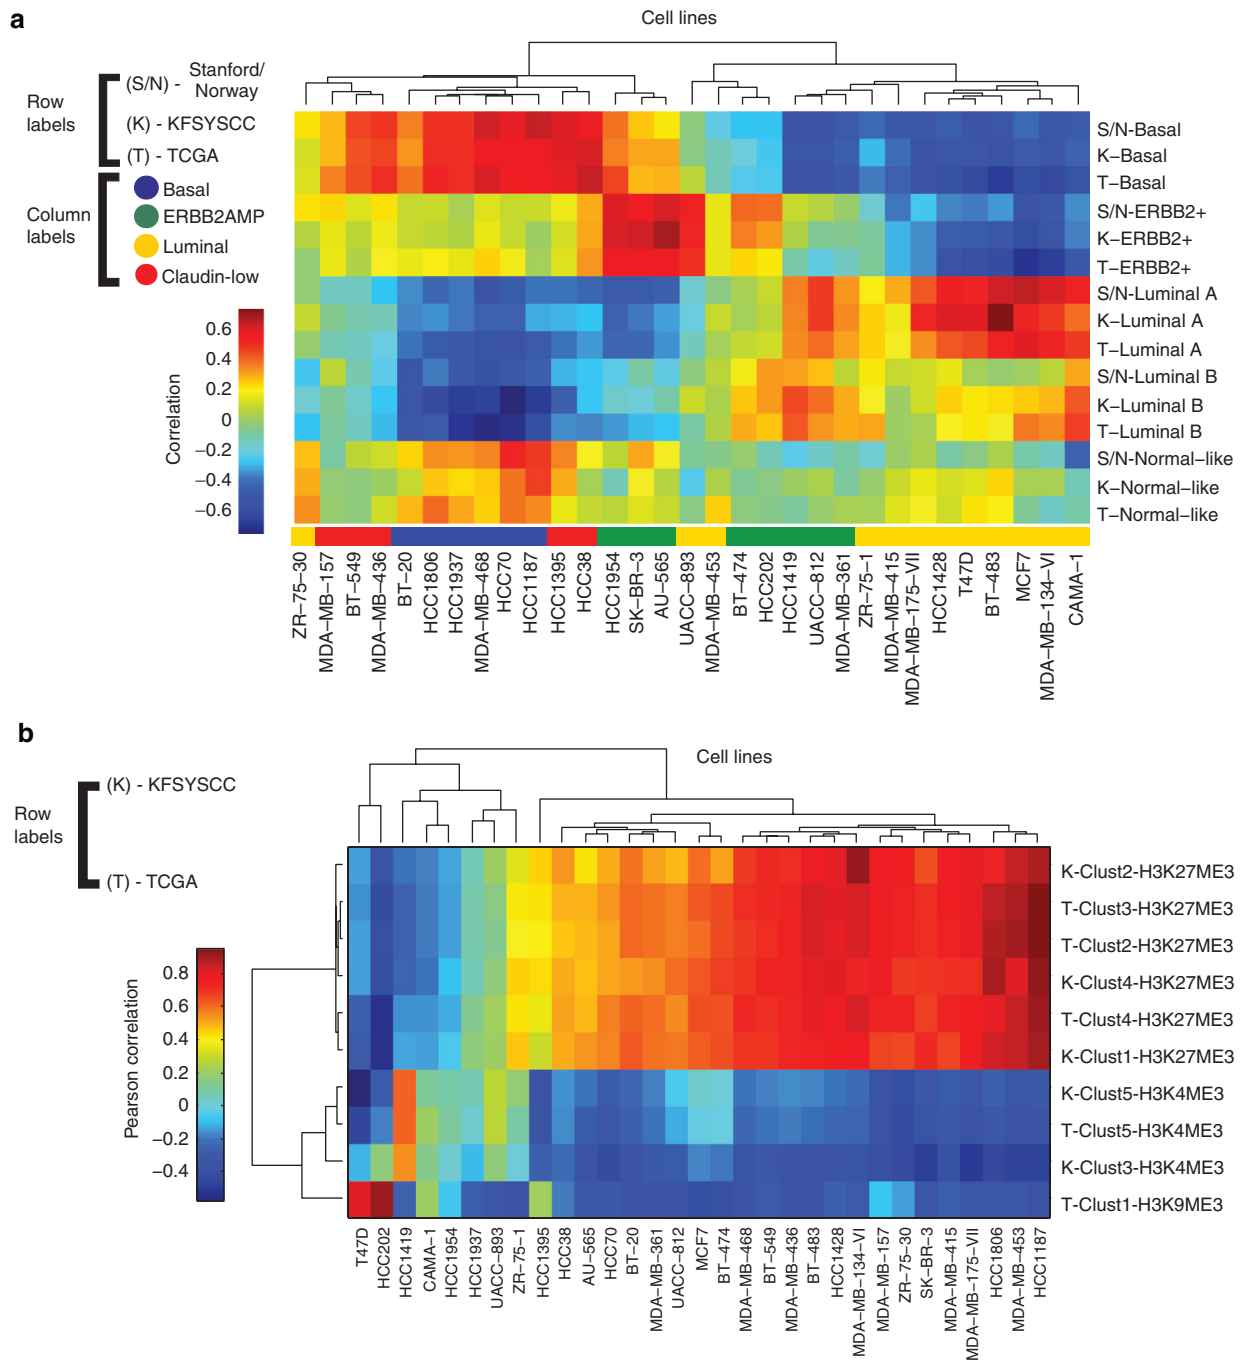 a
Cell lines
Row
labels
(S/N) - Stanford/
Norway
(K) - KFSYSCC
(T) - TCGA
Column
labels
Basal
ERBB2AMP
Luminal
Claudin-low
Correlation
0.6
0.4
0.2
0
−0.2
−0.4
−0.6
S/N-Basal
K−Basal
T−Basal
S/N-ERBB2+
K−ERBB2+
T−ERBB2+
S/N-Luminal A
K−Luminal A
T−Luminal A
S/N-Luminal B
K−Luminal B
T−Luminal B
S/N-Normal−like
K−Normal−like
T−Normal−like
ZR−75−30
MDA−MB−157
BT−549
MDA−MB−436
BT−20
HCC1806
HCC1937
MDA−MB−468
HCC70
HCC1187
HCC1395
HCC38
HCC1954
SK−BR−3
AU−565
UACC−893
MDA−MB−453
BT−474
HCC202
HCC1419
UACC−812
MDA−MB−361
ZR−75−1
MDA−MB−415
MDA−MB−175−VII
HCC1428
T47D
BT−483
MCF7
MDA−MB−134−VI
CAMA−1
b
Cell lines
Row
labels
(K) - KFSYSCC
(T) - TCGA
Pearson correlation
0.8
0.6
0.4
0.2
0
−0.2
−0.4
K-Clust2-H3K27ME3
T-Clust3-H3K27ME3
T-Clust2-H3K27ME3
K-Clust4-H3K27ME3
T-Clust4-H3K27ME3
K-Clust1-H3K27ME3
K-Clust5-H3K4ME3
T-Clust5-H3K4ME3
K-Clust3-H3K4ME3
T-Clust1-H3K9ME3
T47D
HCC202
HCC1419
CAMA−1
HCC1954
HCC1937
UACC−893
ZR−75−1
HCC1395
HCC38
AU−565
HCC70
BT−20
MDA−MB−361
UACC−812
MCF7
BT−474
MDA−MB−468
BT−549
MDA−MB−436
BT−483
HCC1428
MDA−MB−134−VI
MDA−MB−157
ZR−75−30
SK−BR−3
MDA−MB−415
MDA−MB−175−VII
HCC1806
MDA−MB−453
HCC1187